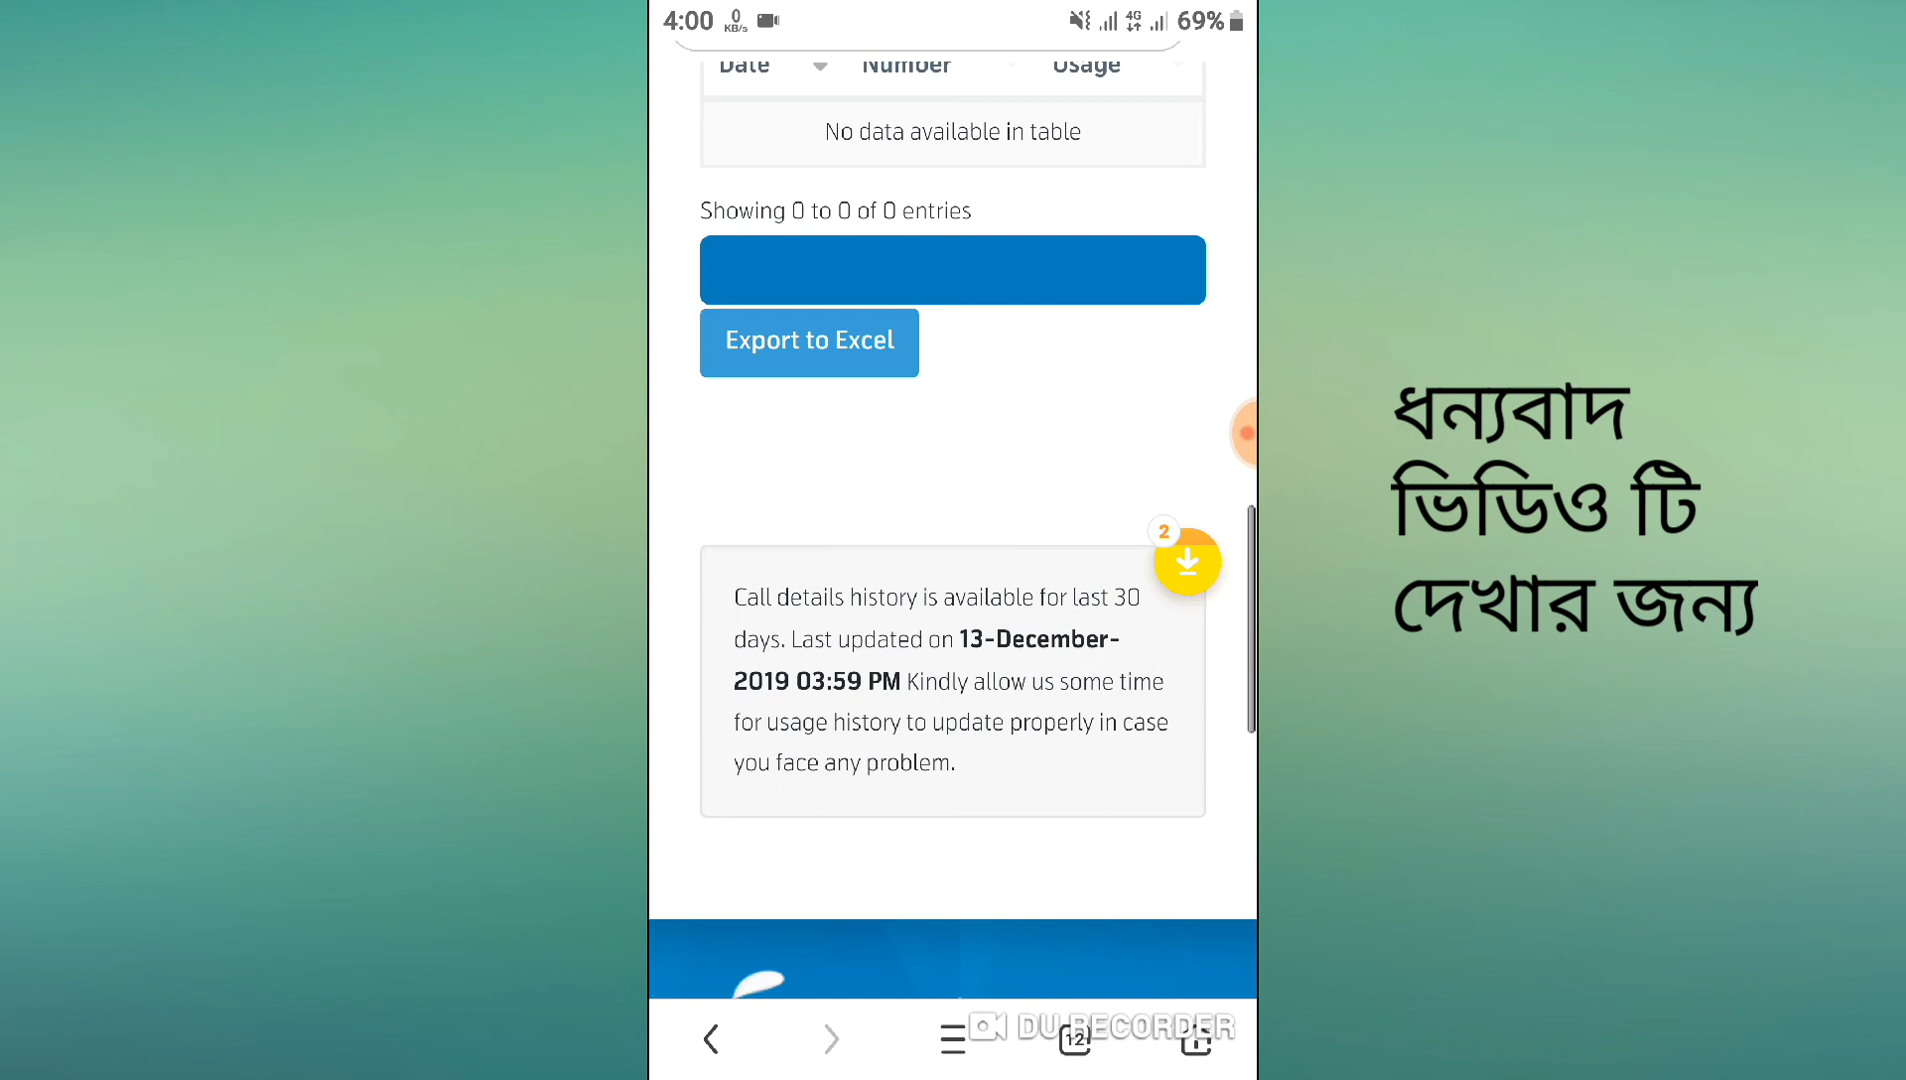 4:00 0 KB/s 4G 69%
Date Number Usage
No data available in table
Showing 0 to 0 of 0 entries
Export to Excel
2
Call details history is available for last 30
days. Last updated on 13-December-
2019 03:59 PM Kindly allow us some time
for usage history to update properly in case
you face any problem.
DU RECORDER
12
ধন্যবাদ
ভিডিও টি
দেখার জন্য